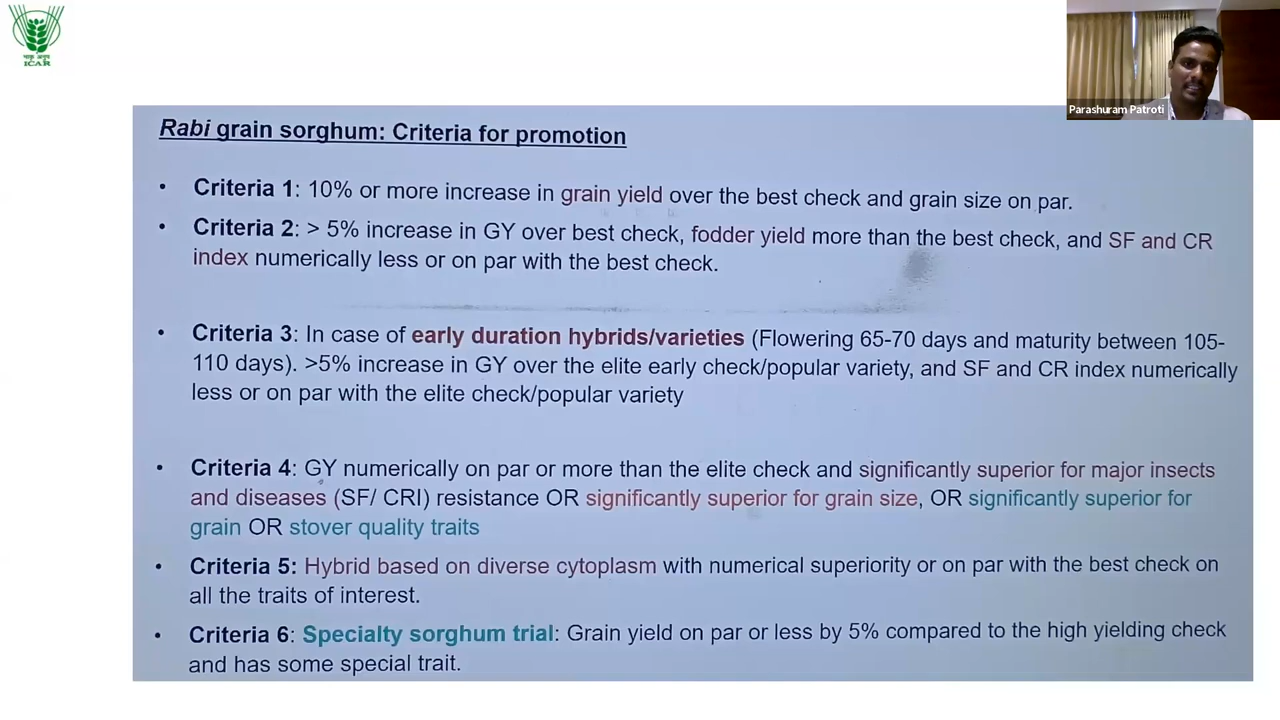 भाकृअनुप
ICAR
Parashuram Patroti
Rabi grain sorghum: Criteria for promotion
• Criteria 1: 10% or more increase in grain yield over the best check and grain size on par.
• Criteria 2: > 5% increase in GY over best check, fodder yield more than the best check, and SF and CR
index numerically less or on par with the best check.
• Criteria 3: In case of early duration hybrids/varieties (Flowering 65-70 days and maturity between 105-
110 days). >5% increase in GY over the elite early check/popular variety, and SF and CR index numerically
less or on par with the elite check/popular variety
• Criteria 4: GY numerically on par or more than the elite check and significantly superior for major insects
and diseases (SF/ CRI) resistance OR significantly superior for grain size, OR significantly superior for
grain OR stover quality traits
• Criteria 5: Hybrid based on diverse cytoplasm with numerical superiority or on par with the best check on
all the traits of interest.
• Criteria 6: Specialty sorghum trial: Grain yield on par or less by 5% compared to the high yielding check
and has some special trait.